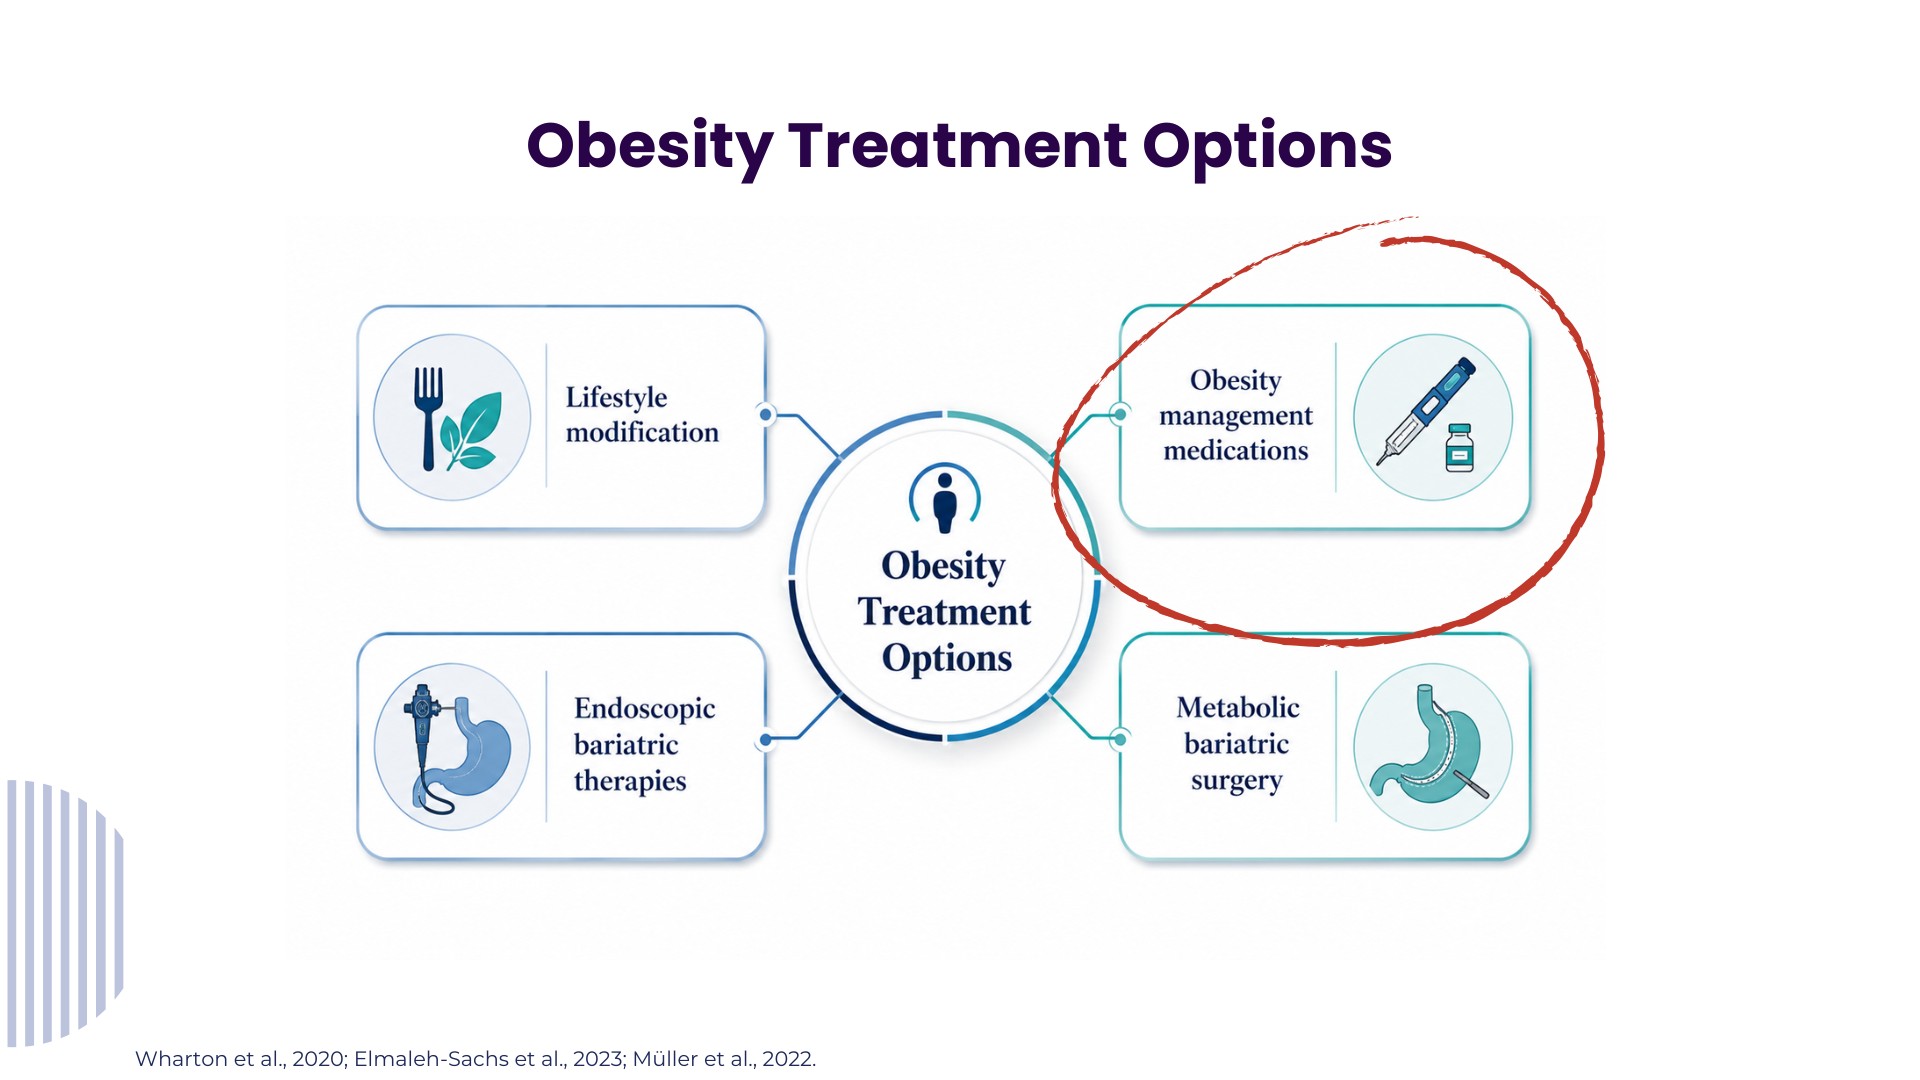 Obesity Treatment Options
Lifestyle
modification
Obesity
management
medications
Obesity
Treatment
Options
Endoscopic
bariatric
therapies
Metabolic
bariatric
surgery
Wharton et al., 2020; Elmaleh-Sachs et al., 2023; Müller et al., 2022.